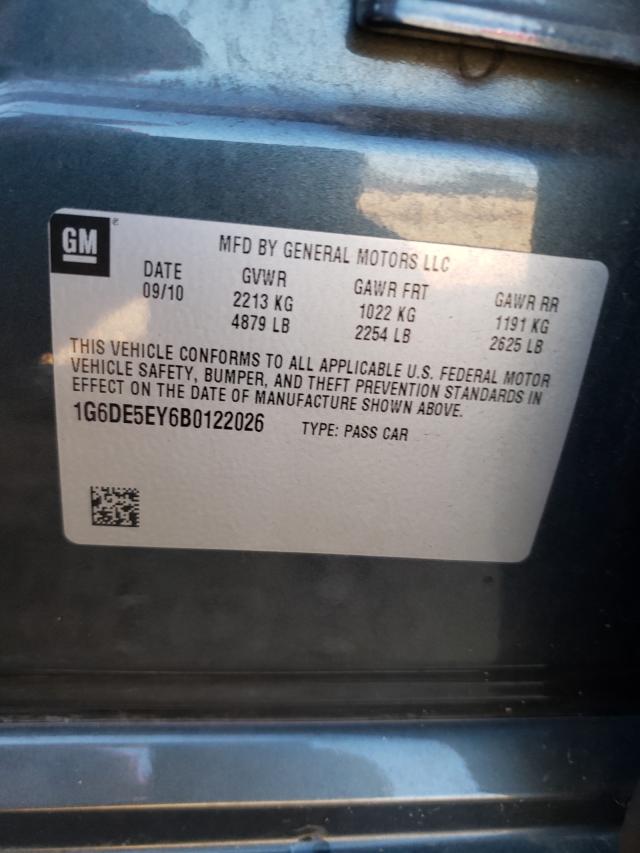 GM®
MFD BY GENERAL MOTORS LLC
DATE GVWR GAWR FRT GAWR RR
09/10 2213 KG 1022 KG 1191 KG
4879 LB 2254 LB 2625 LB
THIS VEHICLE CONFORMS TO ALL APPLICABLE U.S. FEDERAL MOTOR
VEHICLE SAFETY, BUMPER, AND THEFT PREVENTION STANDARDS IN
EFFECT ON THE DATE OF MANUFACTURE SHOWN ABOVE.
1G6DE5EY6B0122026 TYPE: PASS CAR